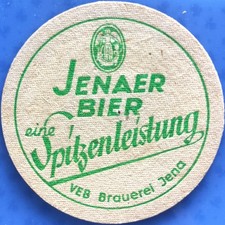 JENAER
BIER
eine
Spitzenleistung
VEB Brauerei Jena